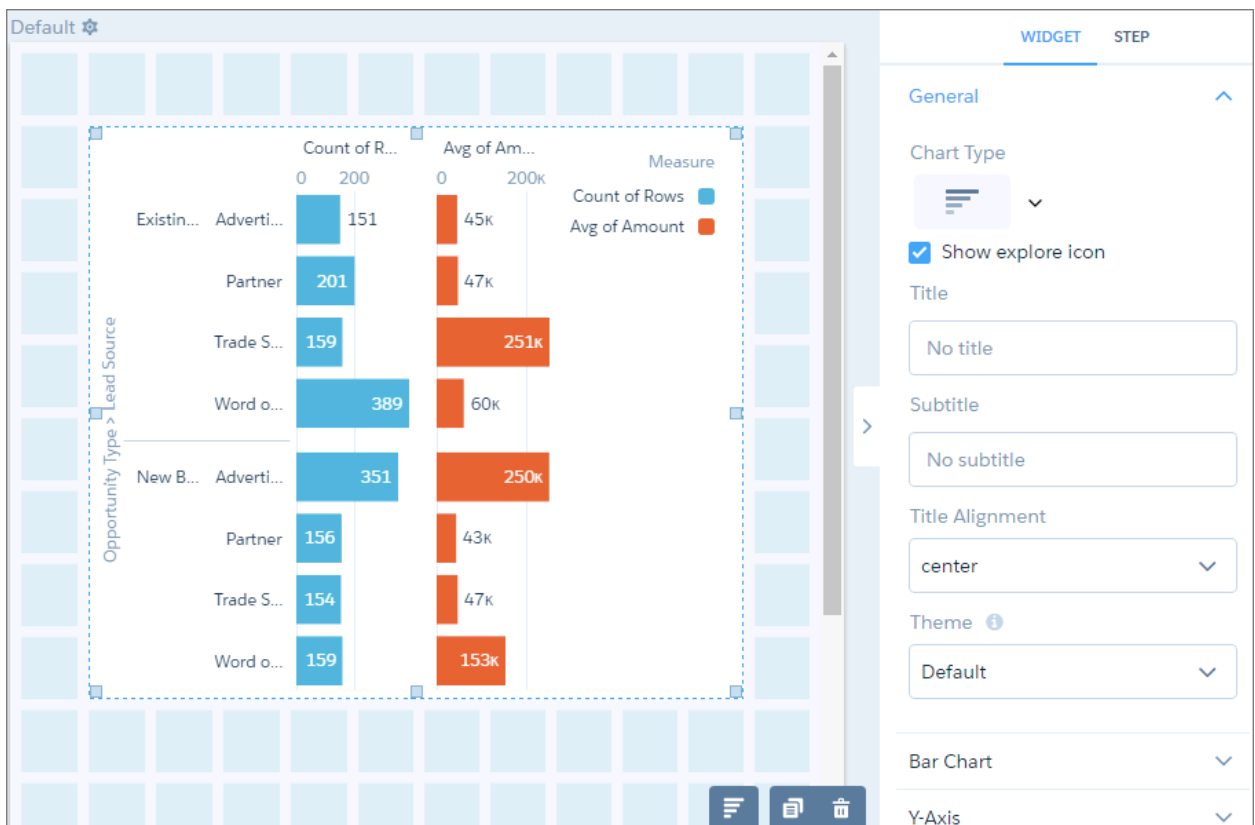 Default
WIDGET STEP
General
Chart Type
Show explore icon
Title
No title
Subtitle
No subtitle
Title Alignment
center
Theme
Default
Bar Chart
Y-Axis
Count of R... Avg of Am...
0 200 0 200K
Measure
Count of Rows
Avg of Amount
Opportunity Type > Lead Source
Existin... Adverti... 151 45K
Partner 201 47K
Trade S... 159 251K
Word o... 389 60K
New B... Adverti... 351 250K
Partner 156 43K
Trade S... 154 47K
Word o... 159 153K